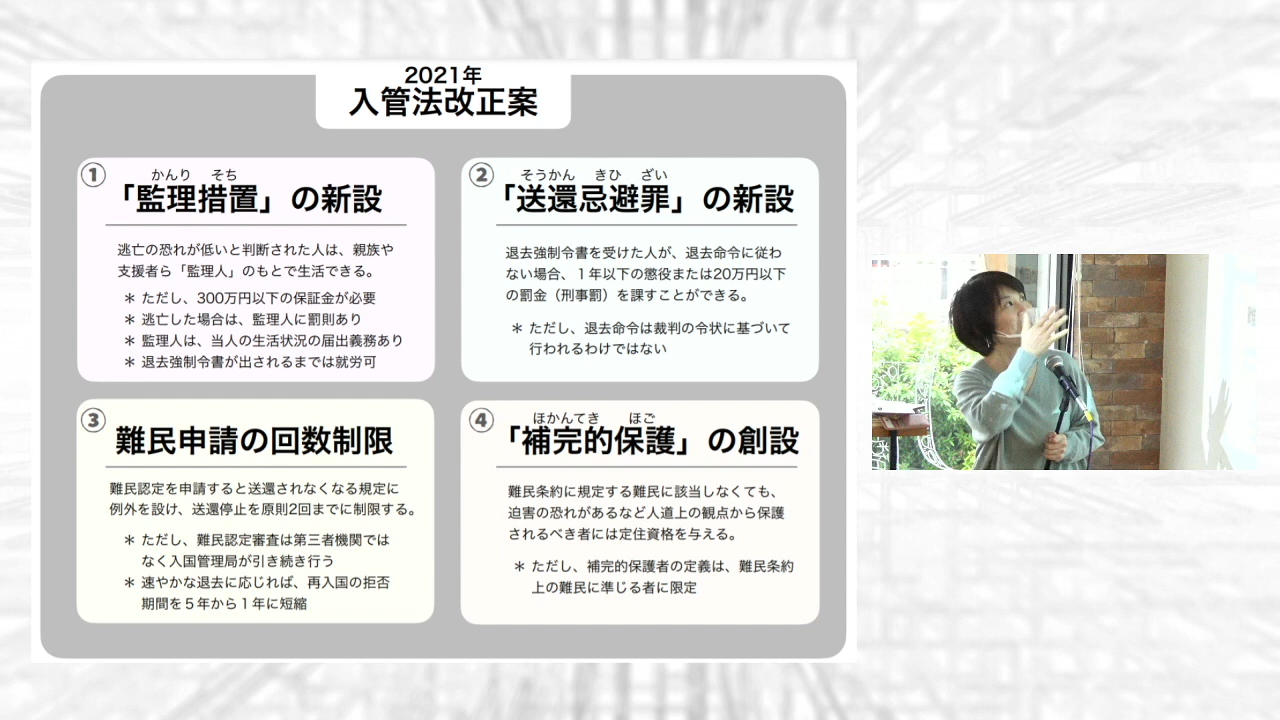 2021年
入管法改正案
①
かんり そち
「監理措置」の新設
逃亡の恐れが低いと判断された人は、親族や
支援者ら「監理人」のもとで生活できる。
＊ ただし、300万円以下の保証金が必要
＊ 逃亡した場合は、監理人に罰則あり
＊ 監理人は、当人の生活状況の届出義務あり
＊ 退去強制令書が出されるまでは就労可
②
そうかん きひ ざい
「送還忌避罪」の新設
退去強制令書を受けた人が、退去命令に従わ
ない場合、１年以下の懲役または20万円以下
の罰金（刑事罰）を課すことができる。
＊ ただし、退去命令は裁判の令状に基づいて
行われるわけではない
③
難民申請の回数制限
難民認定を申請すると送還されなくなる規定に
例外を設け、送還停止を原則2回までに制限する。
＊ ただし、難民認定審査は第三者機関では
なく入国管理局が引き続き行う
＊ 速やかな退去に応じれば、再入国の拒否
期間を５年から１年に短縮
④
ほかんてき ほご
「補完的保護」の創設
難民条約に規定する難民に該当しなくても、
迫害の恐れがあるなど人道上の観点から保護
されるべき者には定住資格を与える。
＊ ただし、補完的保護者の定義は、難民条約
上の難民に準じる者に限定